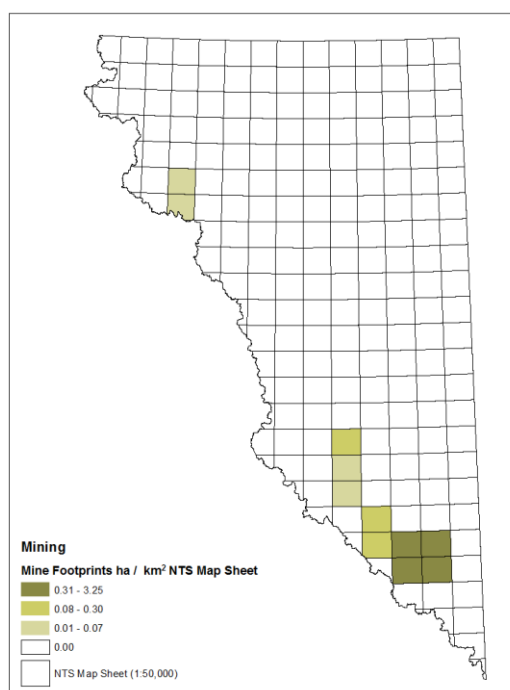 Mining
Mine Footprints ha / km² NTS Map Sheet
0.31 - 3.25
0.08 - 0.30
0.01 - 0.07
0.00
NTS Map Sheet (1:50,000)